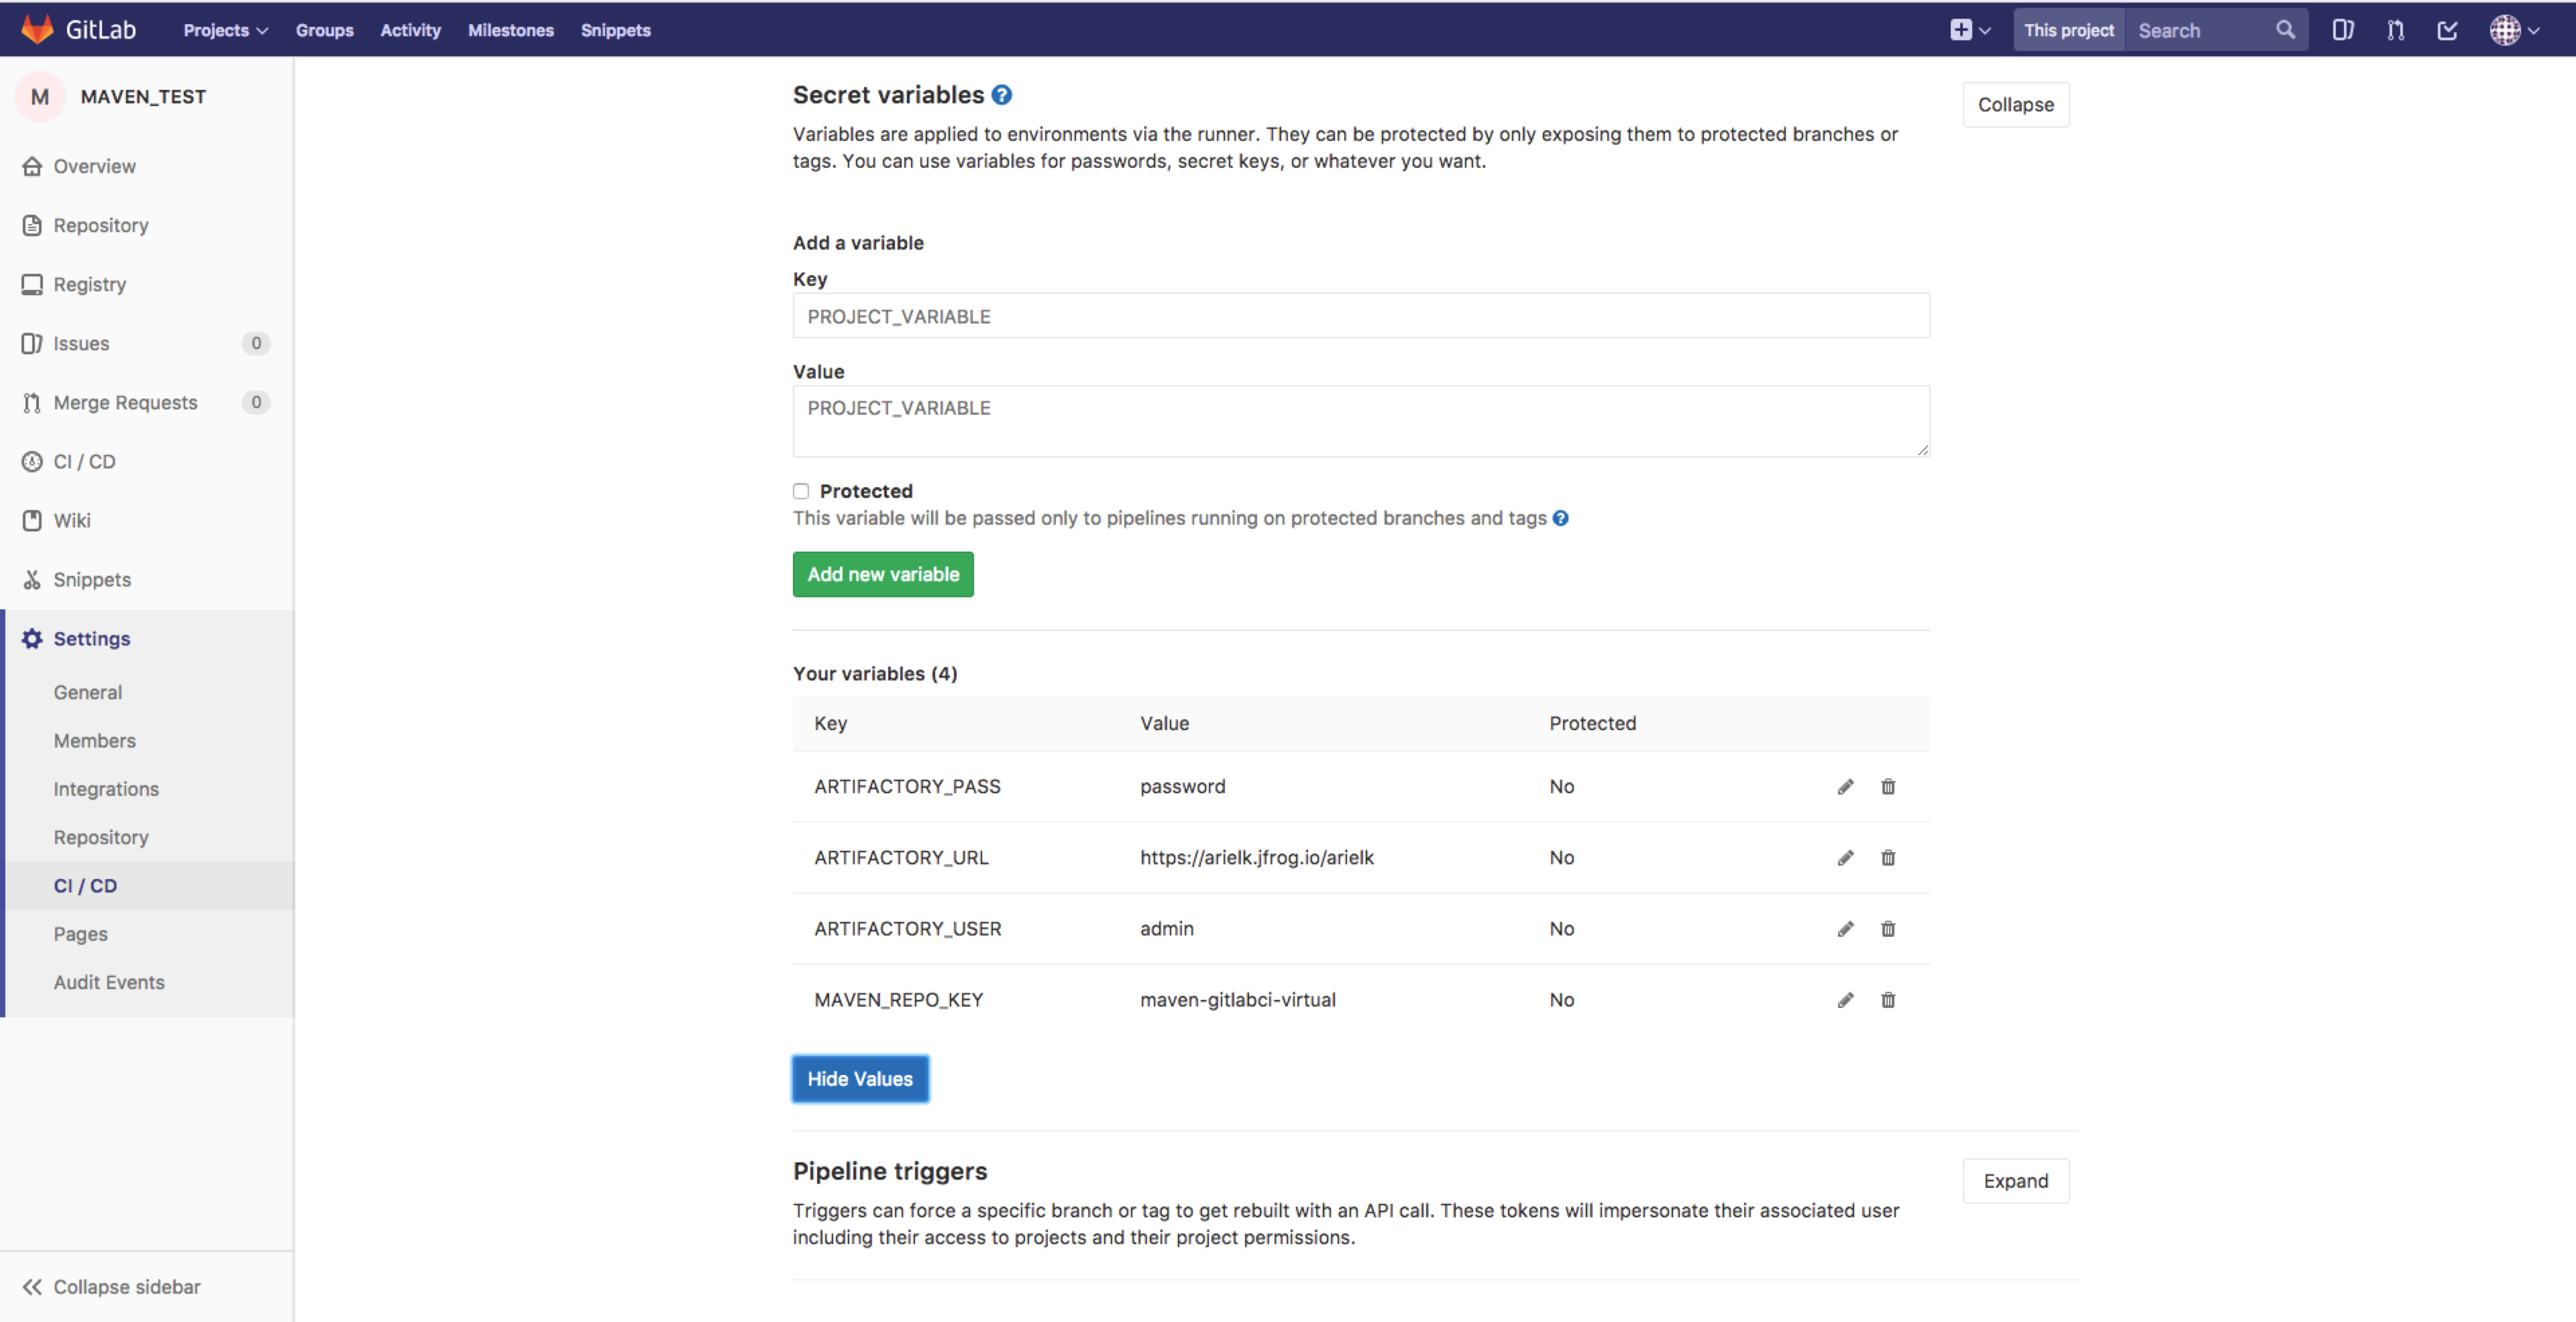 GitLab Projects Groups Activity Milestones Snippets This project Search
M MAVEN_TEST
Overview
Repository
Registry
Issues 0
Merge Requests 0
CI / CD
Wiki
Snippets
Settings
General
Members
Integrations
Repository
CI / CD
Pages
Audit Events
Collapse sidebar
Secret variables ?
Collapse
Variables are applied to environments via the runner. They can be protected by only exposing them to protected branches or
tags. You can use variables for passwords, secret keys, or whatever you want.
Add a variable
Key
PROJECT_VARIABLE
Value
PROJECT_VARIABLE
Protected
This variable will be passed only to pipelines running on protected branches and tags ?
Add new variable
Your variables (4)
Key Value Protected
ARTIFACTORY_PASS password No
ARTIFACTORY_URL https://arielk.jfrog.io/arielk No
ARTIFACTORY_USER admin No
MAVEN_REPO_KEY maven-gitlabci-virtual No
Hide Values
Pipeline triggers
Expand
Triggers can force a specific branch or tag to get rebuilt with an API call. These tokens will impersonate their associated user
including their access to projects and their project permissions.